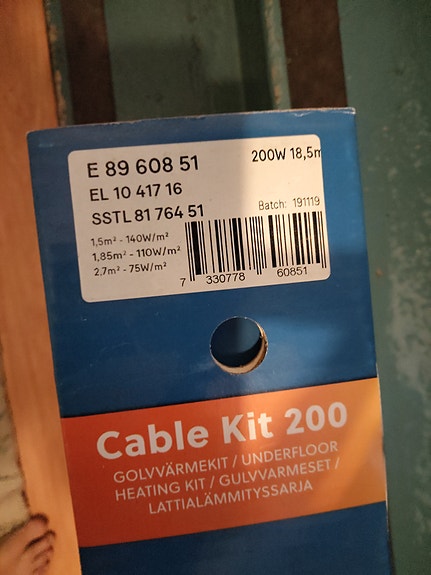 E 89 608 51
200W 18,5m
EL 10 417 16
SSTL 81 764 51
Batch: 191119
1,5m² - 140W/m²
1,85m² - 110W/m²
2,7m² - 75W/m²
7 330778 60851
Cable Kit 200
GOLVVÄRMEKIT / UNDERFLOOR
HEATING KIT / GULVVARMESET /
LATTIALÄMMITYSSARJA